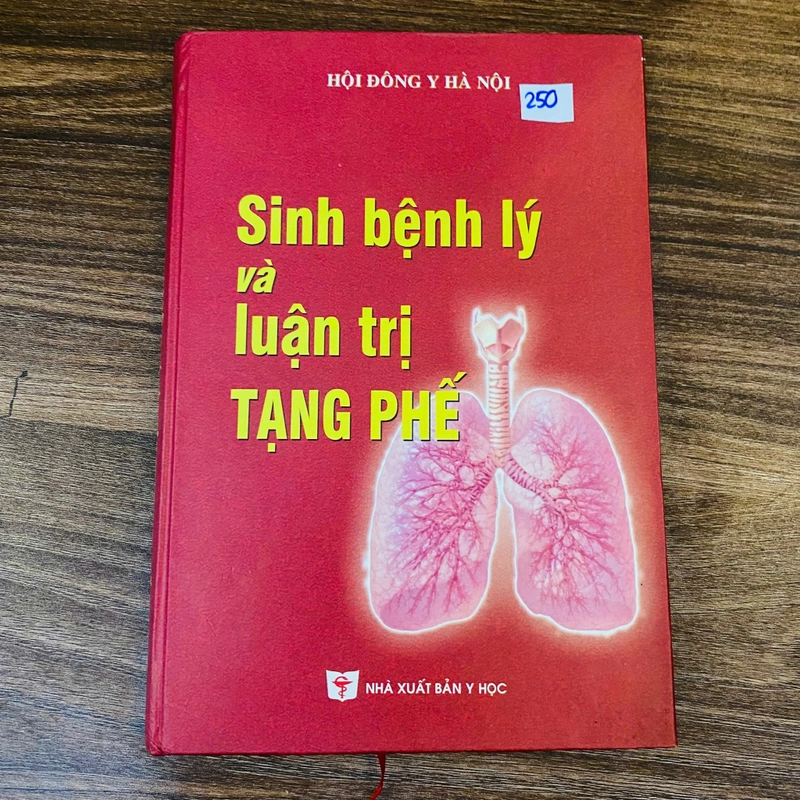 HỘI ĐÔNG Y HÀ NỘI
250
Sinh bệnh lý
và
luận trị
TẠNG PHẾ
NHÀ XUẤT BẢN Y HỌC